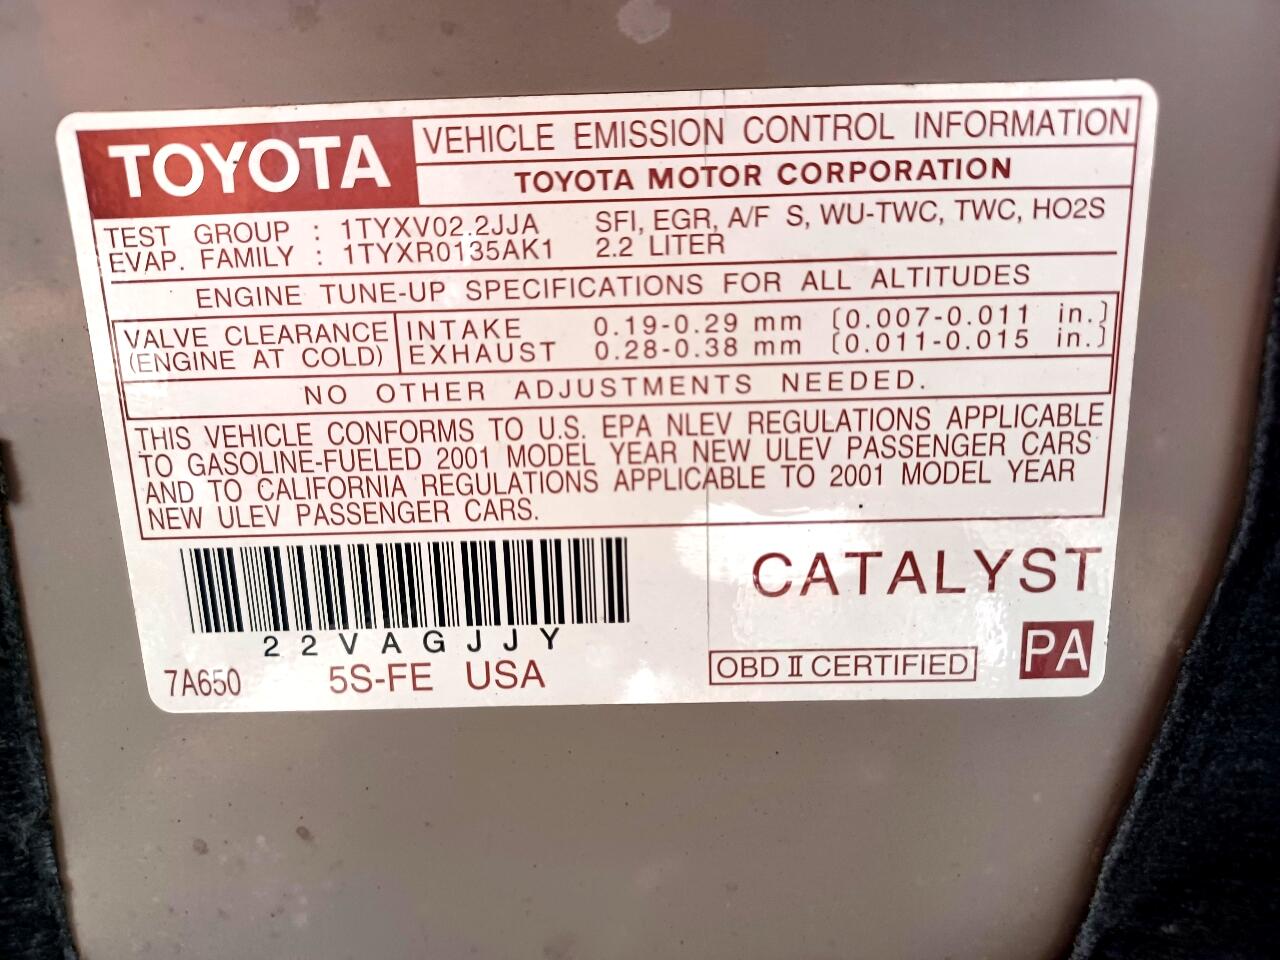 TOYOTA
VEHICLE EMISSION CONTROL INFORMATION
TOYOTA MOTOR CORPORATION
TEST GROUP : 1TYXV02.2JJA SFI, EGR, A/F S, WU-TWC, TWC, HO2S
EVAP. FAMILY : 1TYXR0135AK1 2.2 LITER
ENGINE TUNE-UP SPECIFICATIONS FOR ALL ALTITUDES
VALVE CLEARANCE INTAKE 0.19-0.29 mm [0.007-0.011 in.]
(ENGINE AT COLD) EXHAUST 0.28-0.38 mm [0.011-0.015 in.]
NO OTHER ADJUSTMENTS NEEDED.
THIS VEHICLE CONFORMS TO U.S. EPA NLEV REGULATIONS APPLICABLE
TO GASOLINE-FUELED 2001 MODEL YEAR NEW ULEV PASSENGER CARS
AND TO CALIFORNIA REGULATIONS APPLICABLE TO 2001 MODEL YEAR
NEW ULEV PASSENGER CARS.
CATALYST
22VAGJJY
7A650 5S-FE USA
OBD II CERTIFIED
PA